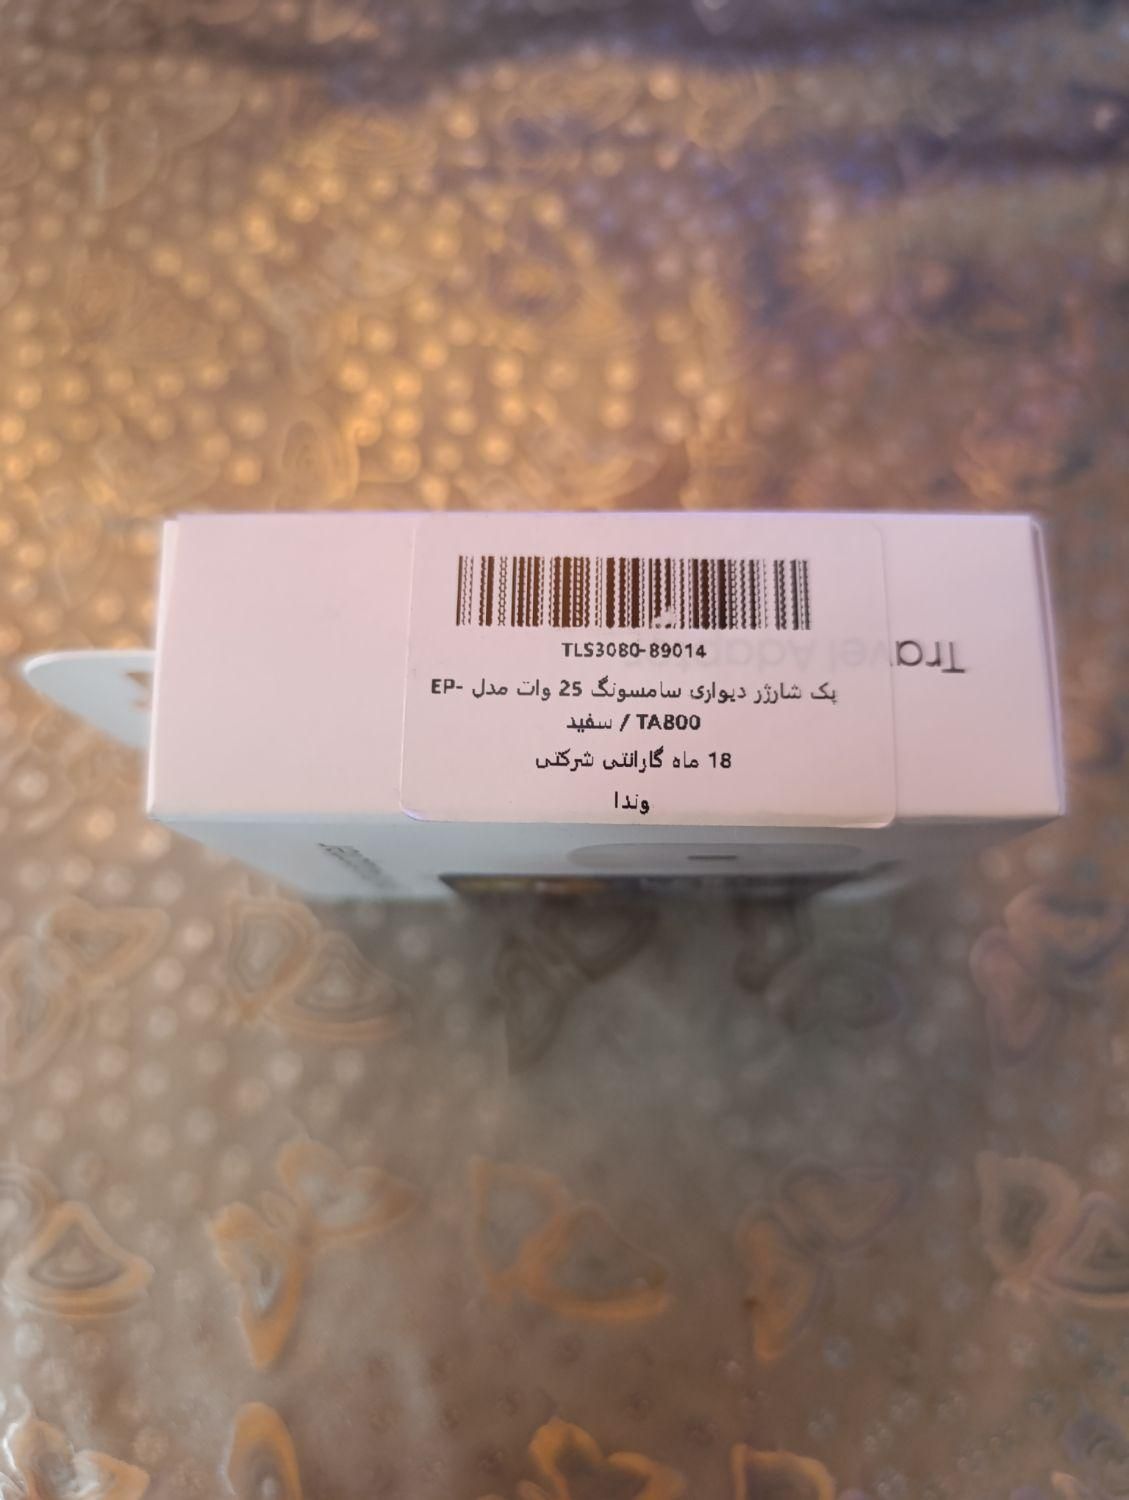 TLS3080-89014
پک شارژر دیواری سامسونگ 25 وات مدل EP-
TA800 / سفید
18 ماه گارانتی شرکتی
وندا
Travel Adapter